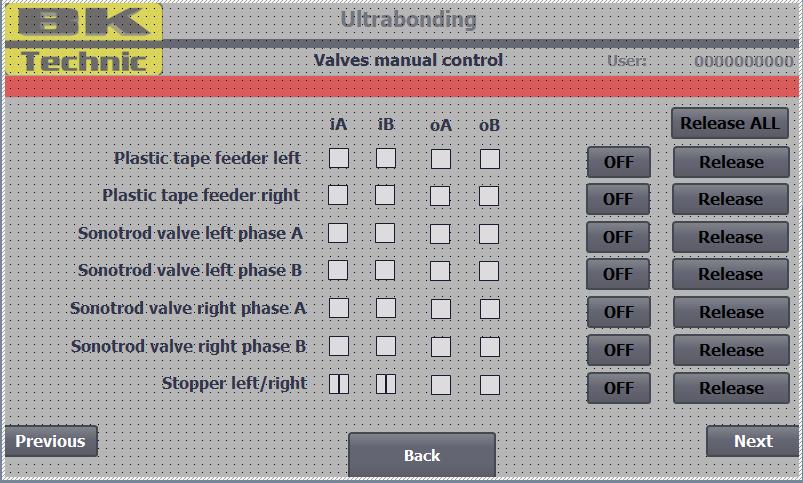 BK
Technic
Ultrabonding
Valves manual control
User: 0000000000
iA iB oA oB Release ALL
Plastic tape feeder left OFF Release
Plastic tape feeder right OFF Release
Sonotrod valve left phase A OFF Release
Sonotrod valve left phase B OFF Release
Sonotrod valve right phase A OFF Release
Sonotrod valve right phase B OFF Release
Stopper left/right OFF Release
Previous Back Next